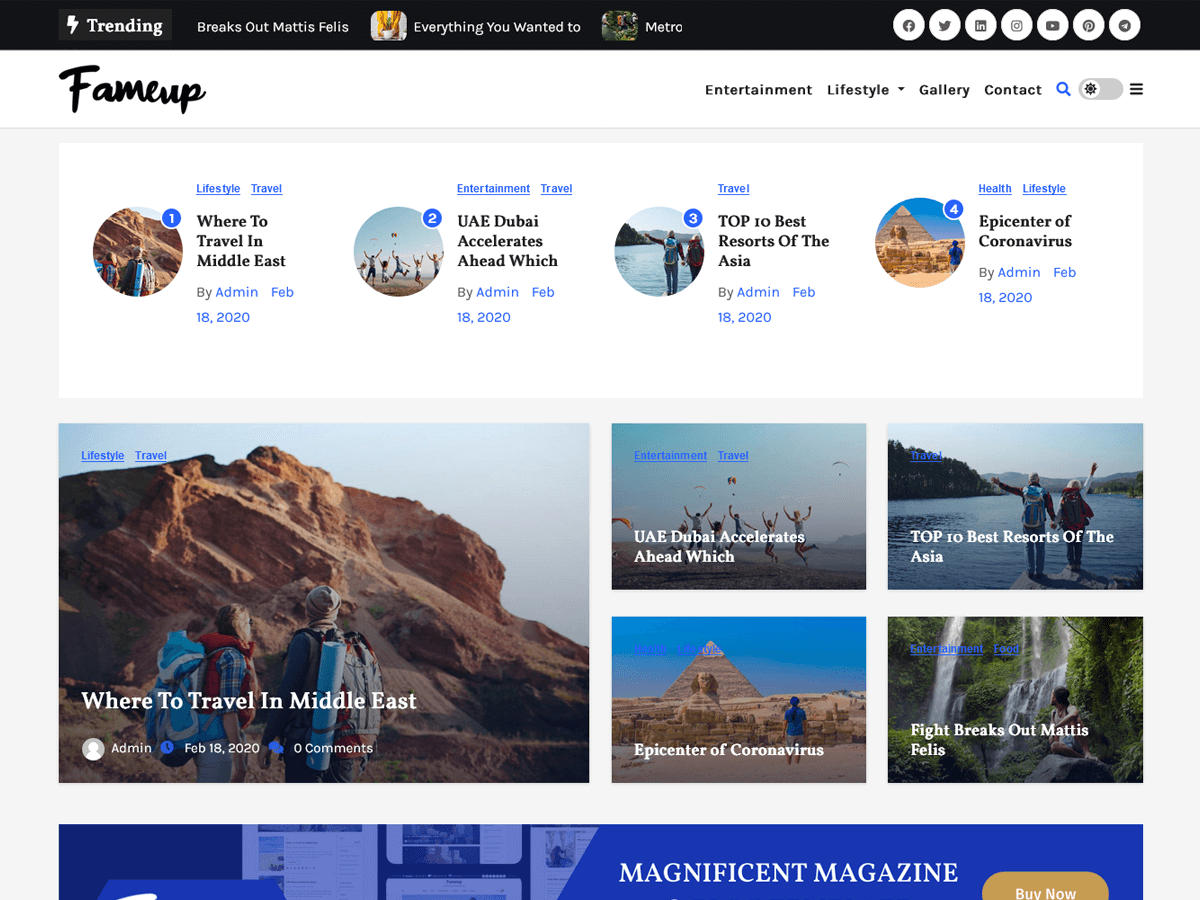 Trending
Breaks Out Mattis Felis
Everything You Wanted to
Metro
Fameup
Entertainment
Lifestyle
Gallery
Contact
Lifestyle Travel
1
Where To
Travel In
Middle East
By Admin Feb
18, 2020
Entertainment Travel
2
UAE Dubai
Accelerates
Ahead Which
By Admin Feb
18, 2020
Travel
3
TOP 10 Best
Resorts Of The
Asia
By Admin Feb
18, 2020
Health Lifestyle
4
Epicenter of
Coronavirus
By Admin Feb
18, 2020
Lifestyle Travel
Where To Travel In Middle East
Admin Feb 18, 2020 0 Comments
Entertainment Travel
UAE Dubai Accelerates
Ahead Which
Travel
TOP 10 Best Resorts Of The
Asia
Health Lifestyle
Epicenter of Coronavirus
Entertainment Food
Fight Breaks Out Mattis
Felis
MAGNIFICENT MAGAZINE
Buy Now